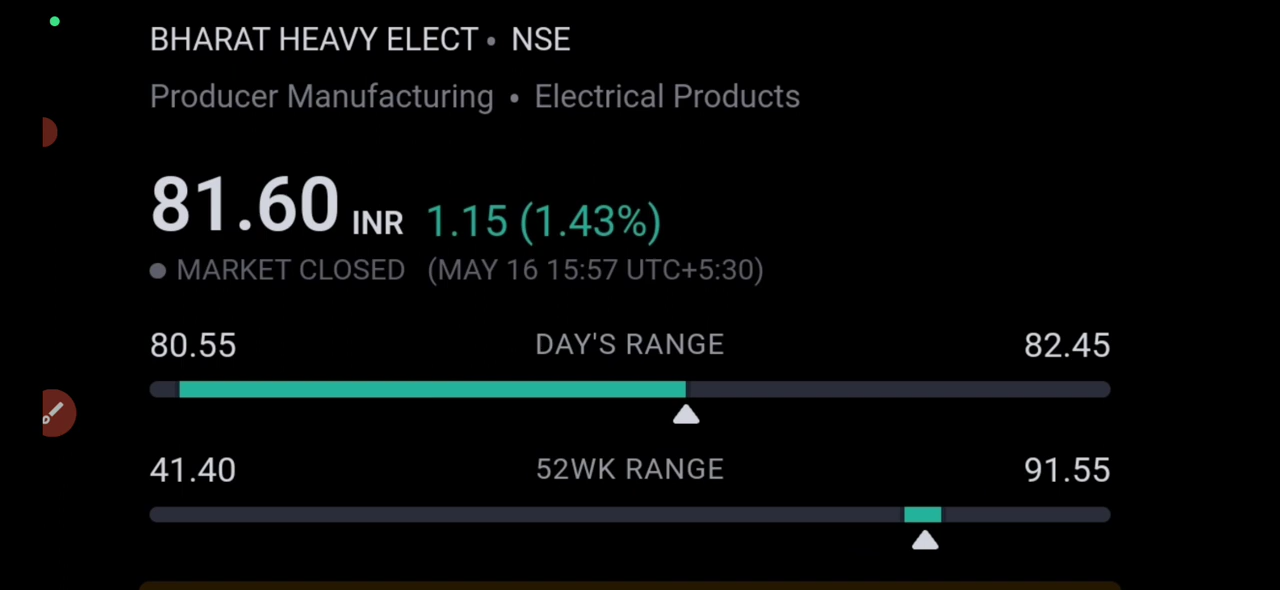 BHARAT HEAVY ELECT • NSE
Producer Manufacturing • Electrical Products
81.60 INR 1.15 (1.43%)
MARKET CLOSED (MAY 16 15:57 UTC+5:30)
80.55 DAY'S RANGE 82.45
41.40 52WK RANGE 91.55